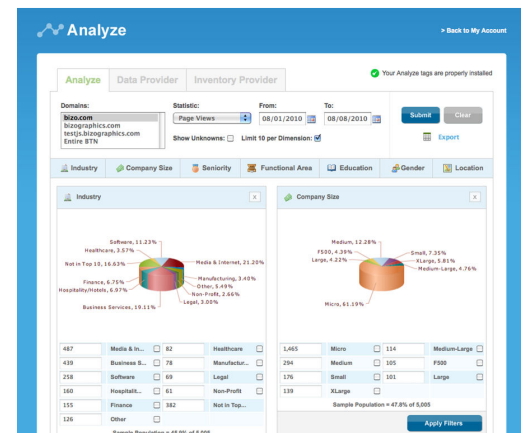 Analyze
> Back to My Account
Analyze Data Provider Inventory Provider
Your Analyze tags are properly installed
Domains: Statistic: From: To:
bizo.com
bizographics.com
testjs.bizographics.com
Entire BTN
Page Views 08/01/2010 08/08/2010
Submit Clear
Show Unknowns: Limit 10 per Dimension:
Export
Industry Company Size Seniority Functional Area Education Gender Location
Industry x
Software, 11.23%
Healthcare, 3.57%
Not in Top 10, 16.63%
Media & Internet, 21.20%
Finance, 6.75%
Manufacturing, 3.40%
Other, 5.49%
Hospitality/Hotels, 6.97%
Non-Profit, 2.66%
Legal, 3.00%
Business Services, 19.11%
487 Media & In... 82 Healthcare
439 Business S... 78 Manufactur...
258 Software 69 Legal
160 Hospitalit... 61 Non-Profit
155 Finance 382 Not in Top...
126 Other
Sample Population = 45.9% of 5,005
Company Size x
Medium, 12.28%
F500, 4.39%
Large, 4.22%
Small, 7.35%
XLarge, 5.81%
Medium-Large, 4.76%
Micro, 61.19%
1,465 Micro 114 Medium-Large
294 Medium 105 F500
176 Small 101 Large
139 XLarge
Sample Population = 47.8% of 5,005
Apply Filters